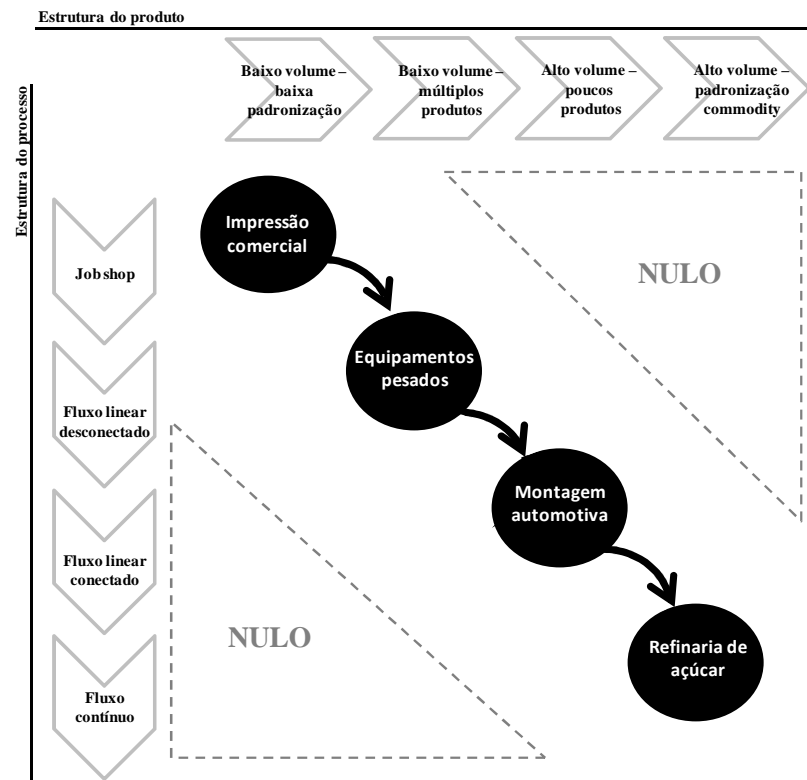 Estrutura do produto
Estrutura do processo
Baixo volume –
baixa
padronização
Baixo volume –
múltiplos
produtos
Alto volume –
poucos
produtos
Alto volume –
padronização
commodity
Job shop
Fluxo linear
desconectado
Fluxo linear
conectado
Fluxo
contínuo
Impressão
comercial
Equipamentos
pesados
Montagem
automotiva
Refinaria de
açúcar
NULO
NULO